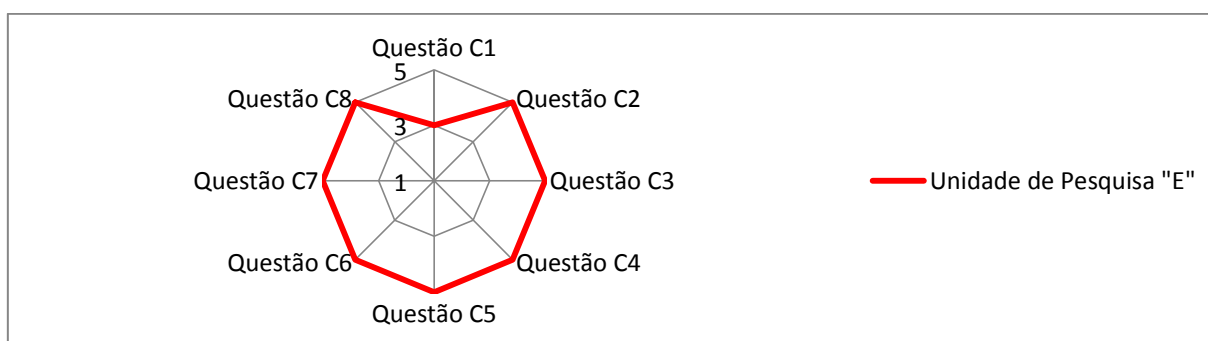 Questão C1
5
Questão C8
Questão C2
3
Questão C7
1
Questão C3
Unidade de Pesquisa "E"
Questão C6
Questão C4
Questão C5